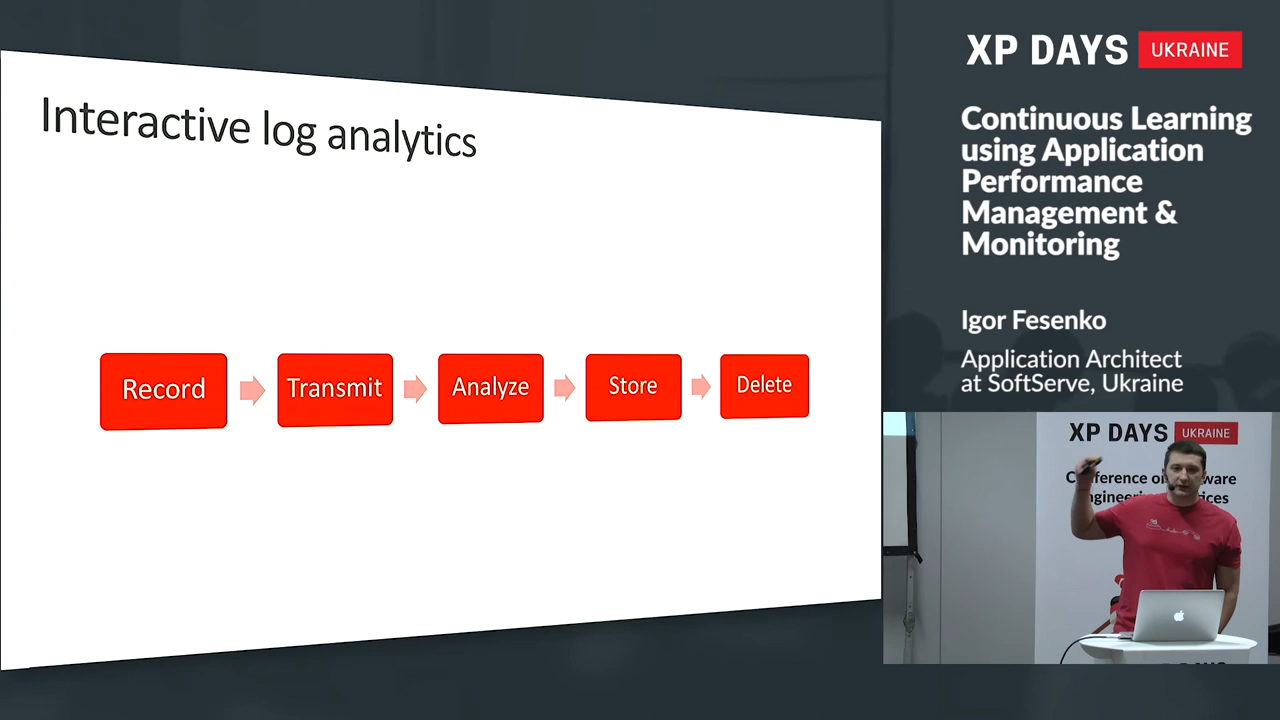 Interactive log analytics
Record
Transmit
Analyze
Store
Delete
XP DAYS UKRAINE
Continuous Learning
using Application
Performance
Management &
Monitoring
Igor Fesenko
Application Architect
at SoftServe, Ukraine
XP DAYS UKRAINE